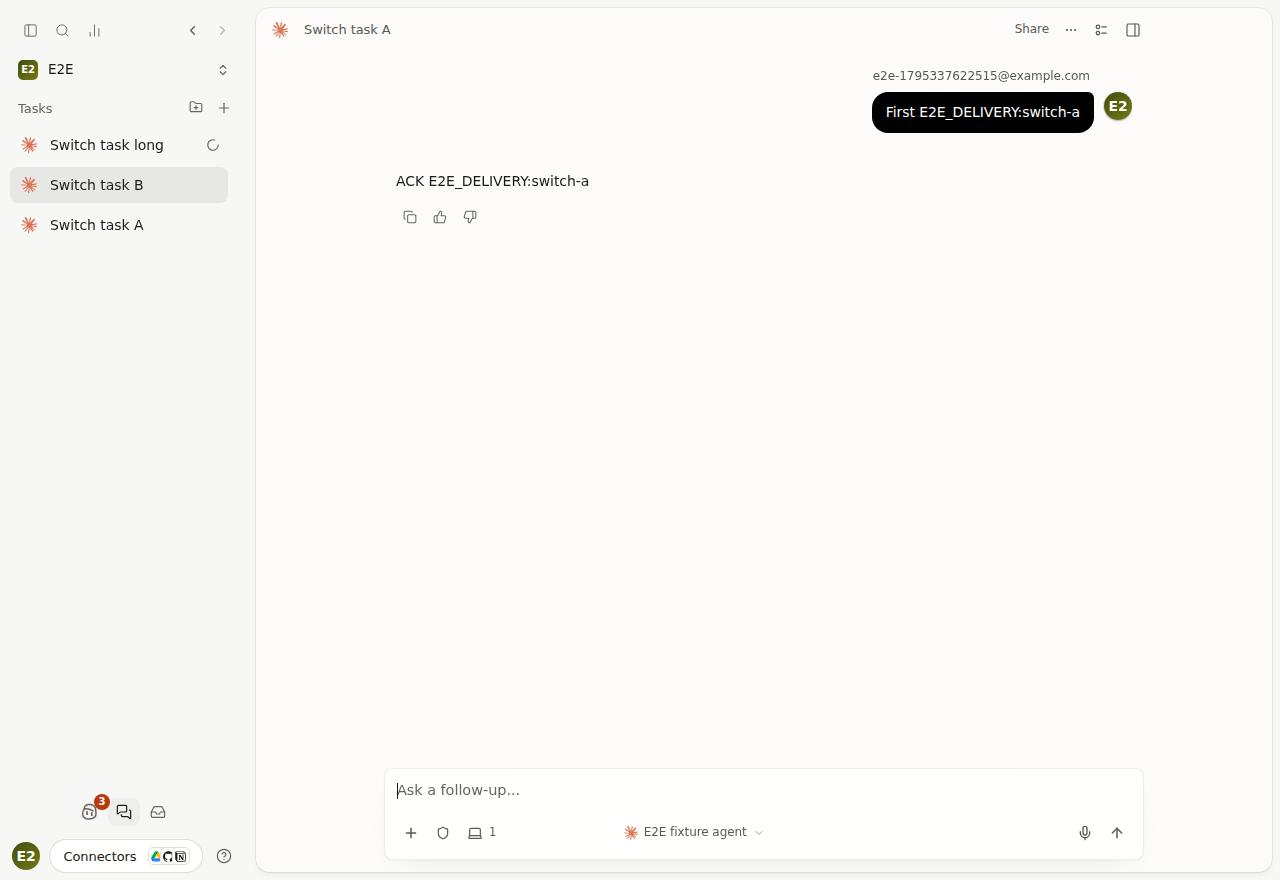 Switch task A
Share
E2 E2E
e2e-1795337622515@example.com
Tasks
First E2E_DELIVERY:switch-a
E2
Switch task long
Switch task B
ACK E2E_DELIVERY:switch-a
Switch task A
Ask a follow-up...
3
1
E2E fixture agent
E2
Connectors